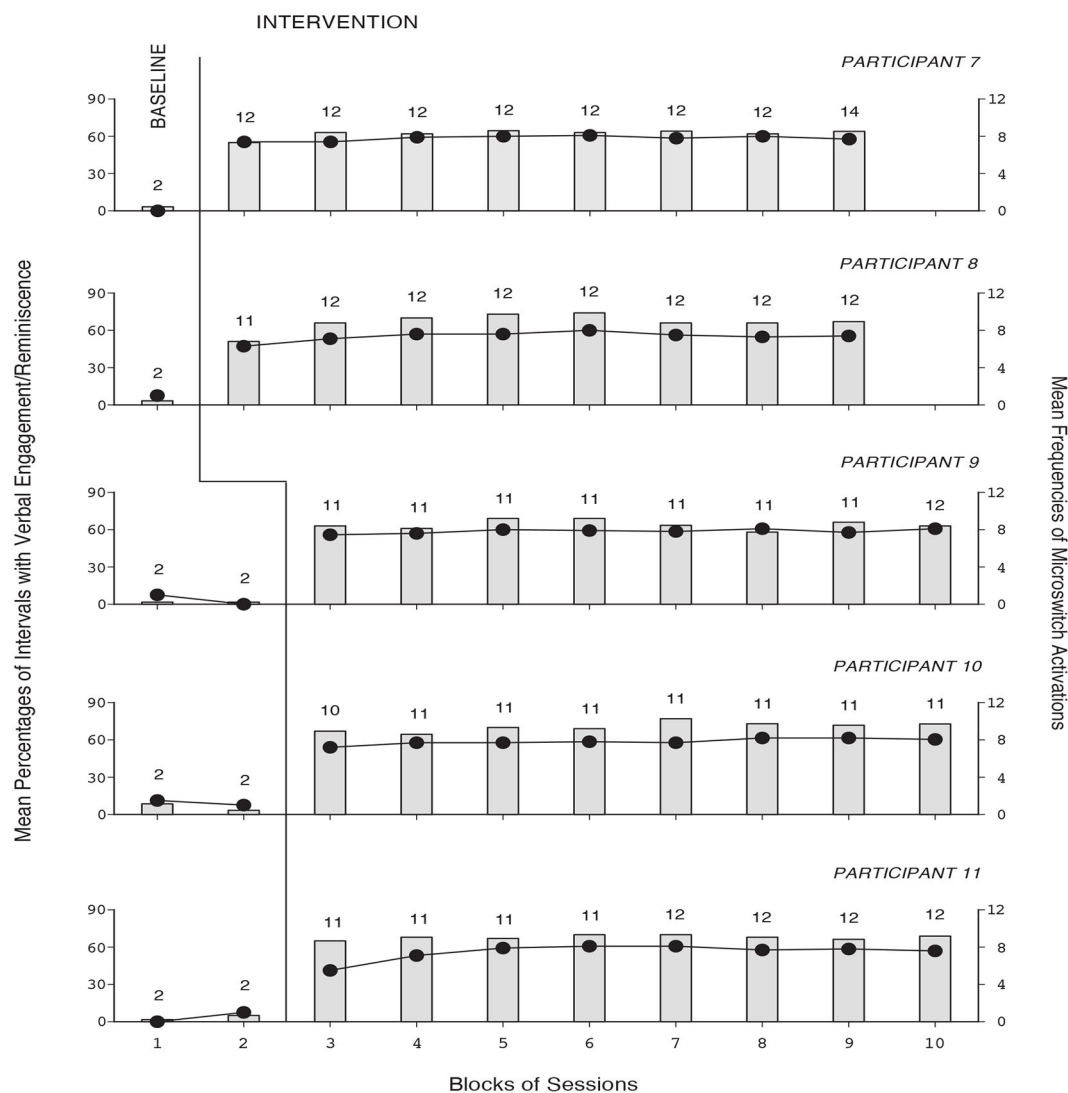 INTERVENTION
BASELINE
Mean Percentages of Intervals with Verbal Engagement/Reminiscence
Mean Frequencies of Microswitch Activations
PARTICIPANT 7
90 12
60 8
30 4
0 0
2 12 12 12 12 12 12 12 14
PARTICIPANT 8
90 12
60 8
30 4
0 0
2 11 12 12 12 12 12 12 12
PARTICIPANT 9
90 12
60 8
30 4
0 0
2 2 11 11 11 11 11 11 11 12
PARTICIPANT 10
90 12
60 8
30 4
0 0
2 2 10 11 11 11 11 11 11 11
PARTICIPANT 11
90 12
60 8
30 4
0 0
2 2 11 11 11 11 12 12 12 12
1 2 3 4 5 6 7 8 9 10
Blocks of Sessions